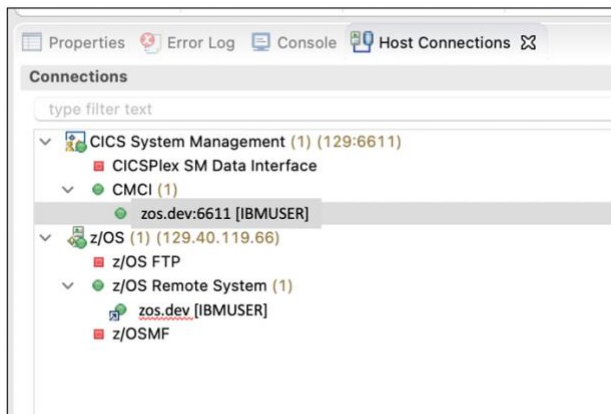 Properties Error Log Console Host Connections
Connections
type filter text
CICS System Management (1) (129:6611)
CICSPlex SM Data Interface
CMCI (1)
zos.dev:6611 [IBMUSER]
z/OS (1) (129.40.119.66)
z/OS FTP
z/OS Remote System (1)
zos.dev [IBMUSER]
z/OSMF